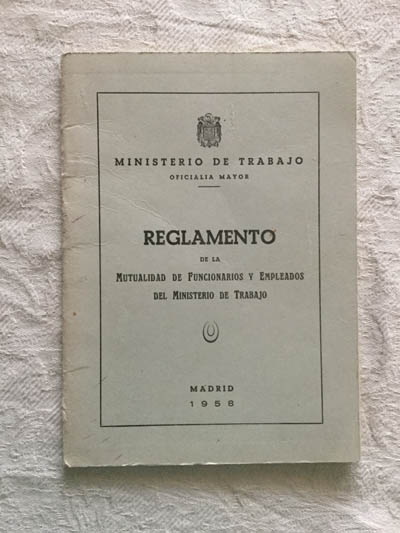 MINISTERIO DE TRABAJO
OFICIALIA MAYOR
REGLAMENTO
DE LA
MUTUALIDAD DE FUNCIONARIOS Y EMPLEADOS
DEL MINISTERIO DE TRABAJO
MADRID
1958